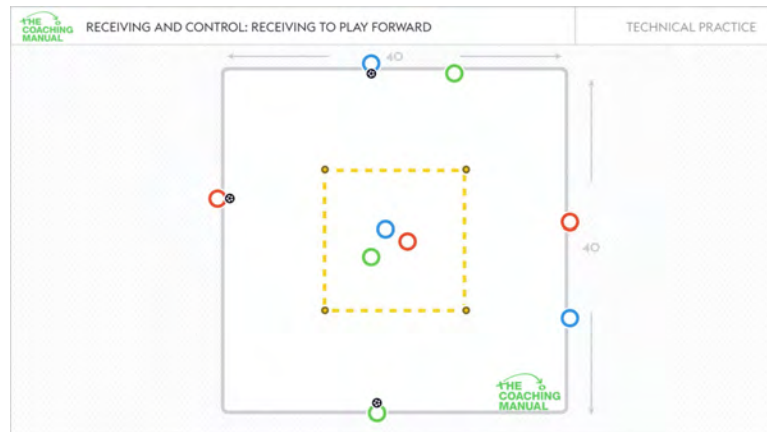 THE
COACHING
MANUAL
RECEIVING AND CONTROL: RECEIVING TO PLAY FORWARD
TECHNICAL PRACTICE
40
40
THE
COACHING
MANUAL